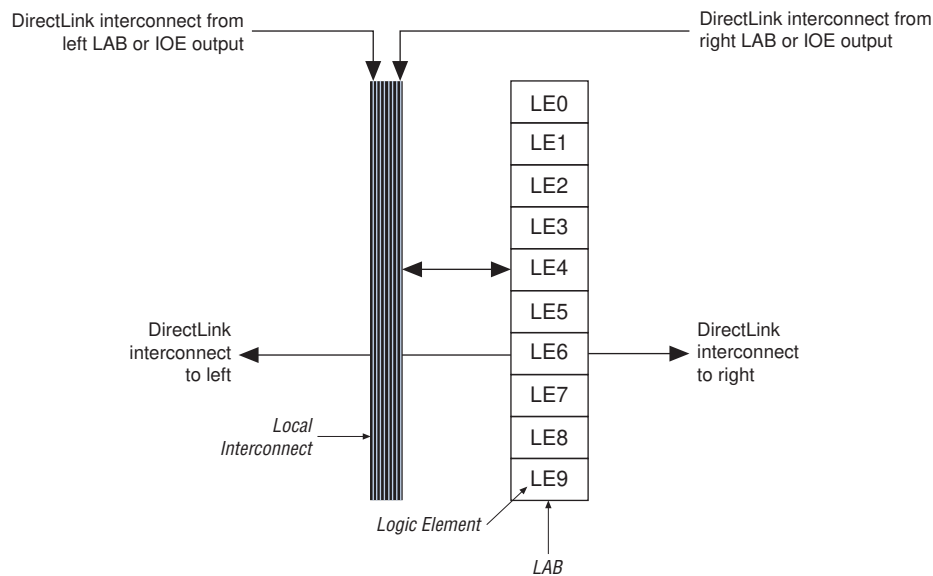 DirectLink interconnect from
left LAB or IOE output
DirectLink interconnect from
right LAB or IOE output
LE0
LE1
LE2
LE3
LE4
LE5
LE6
LE7
LE8
LE9
DirectLink
interconnect
to left
DirectLink
interconnect
to right
Local
Interconnect
Logic Element
LAB